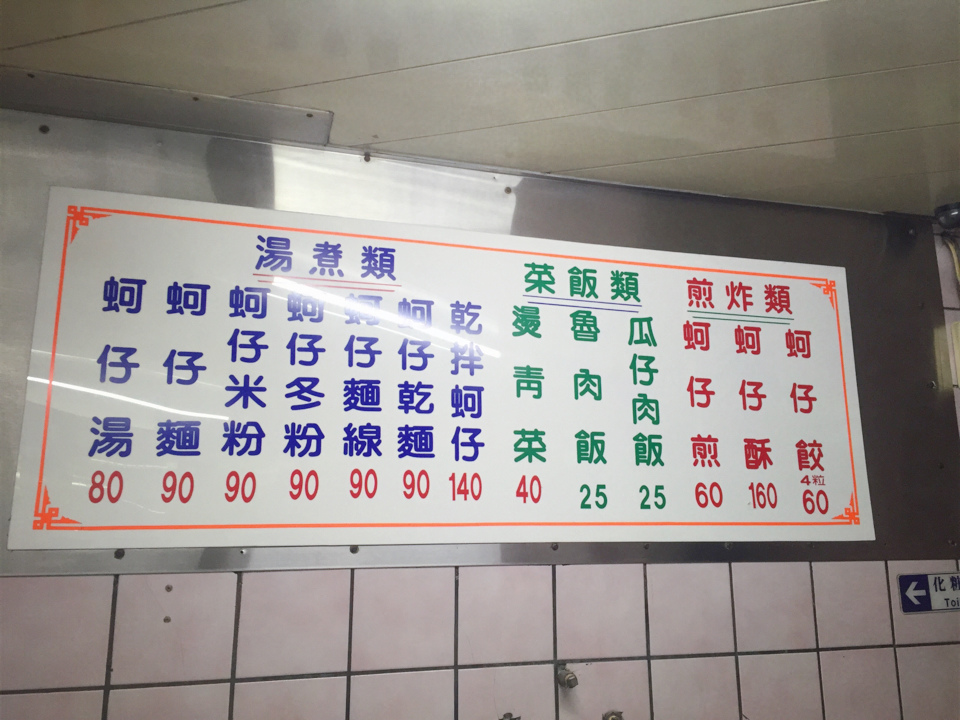 湯煮類
蚵仔湯 80
蚵仔麵 90
蚵仔米粉 90
蚵仔冬粉 90
蚵仔麵線 90
蚵仔乾麵 90
乾拌蚵仔 140
菜飯類
燙青菜 40
魯肉飯 25
瓜仔肉飯 25
煎炸類
蚵仔煎 60
蚵仔酥 160
蚵仔餃 4粒 60
化粧
Toi